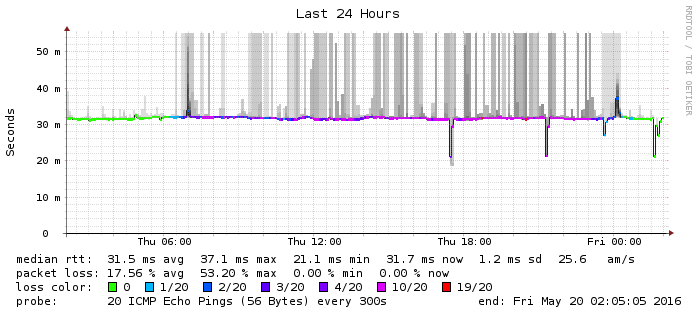 Last 24 Hours
RRDTOOL / TOBI OETIKER
Seconds
50 m
40 m
30 m
20 m
10 m
0
Thu 06:00 Thu 12:00 Thu 18:00 Fri 00:00
median rtt: 31.5 ms avg 37.1 ms max 21.1 ms min 31.7 ms now 1.2 ms sd 25.6 am/s
packet loss: 17.56 % avg 53.20 % max 0.00 % min 0.00 % now
loss color: 0 1/20 2/20 3/20 4/20 10/20 19/20
probe: 20 ICMP Echo Pings (56 Bytes) every 300s end: Fri May 20 02:05:05 2016